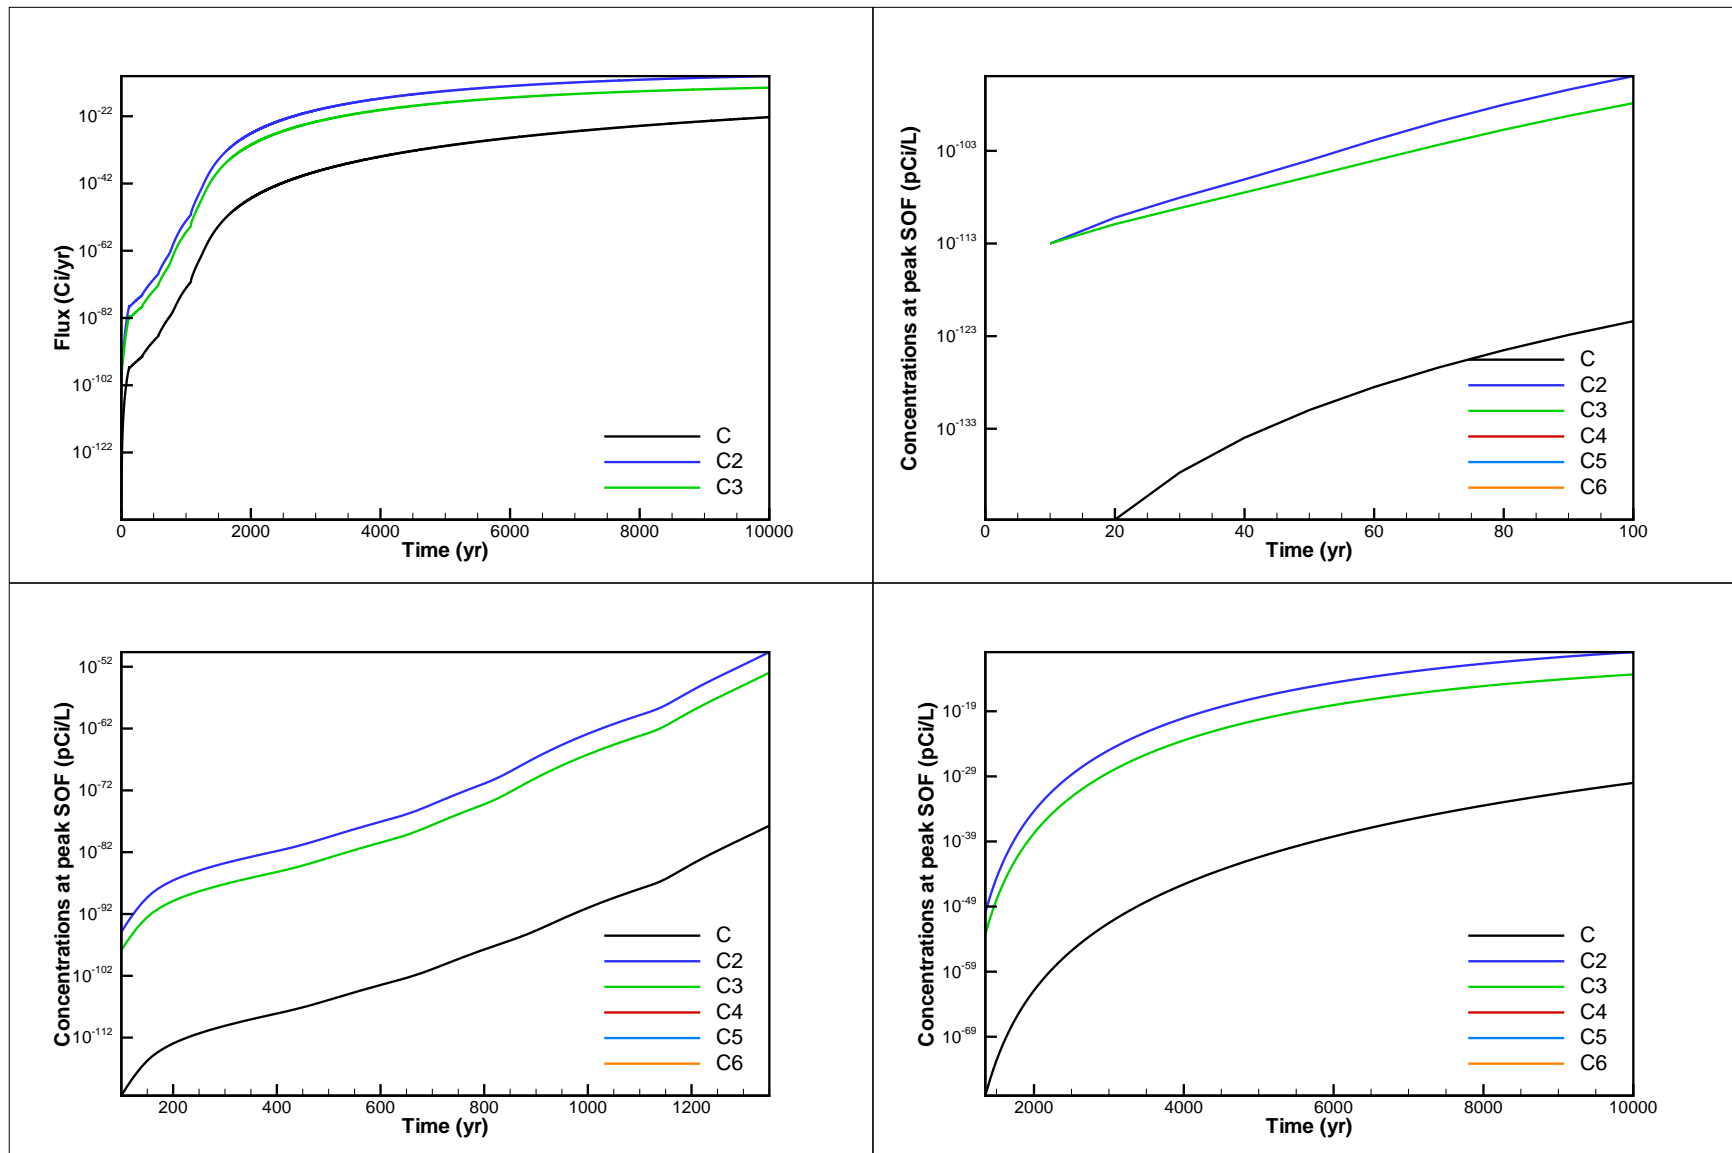 Flux (Ci/yr)
10^-22
10^-42
10^-62
10^-82
10^-102
10^-122
C
C2
C3
0 2000 4000 6000 8000 10000
Time (yr)
Concentrations at peak SOF (pCi/L)
10^-103
10^-113
10^-123
10^-133
C
C2
C3
C4
C5
C6
0 20 40 60 80 100
Time (yr)
Concentrations at peak SOF (pCi/L)
10^-52
10^-62
10^-72
10^-82
10^-92
10^-102
10^-112
C
C2
C3
C4
C5
C6
200 400 600 800 1000 1200
Time (yr)
Concentrations at peak SOF (pCi/L)
10^-19
10^-29
10^-39
10^-49
10^-59
10^-69
C
C2
C3
C4
C5
C6
2000 4000 6000 8000 10000
Time (yr)